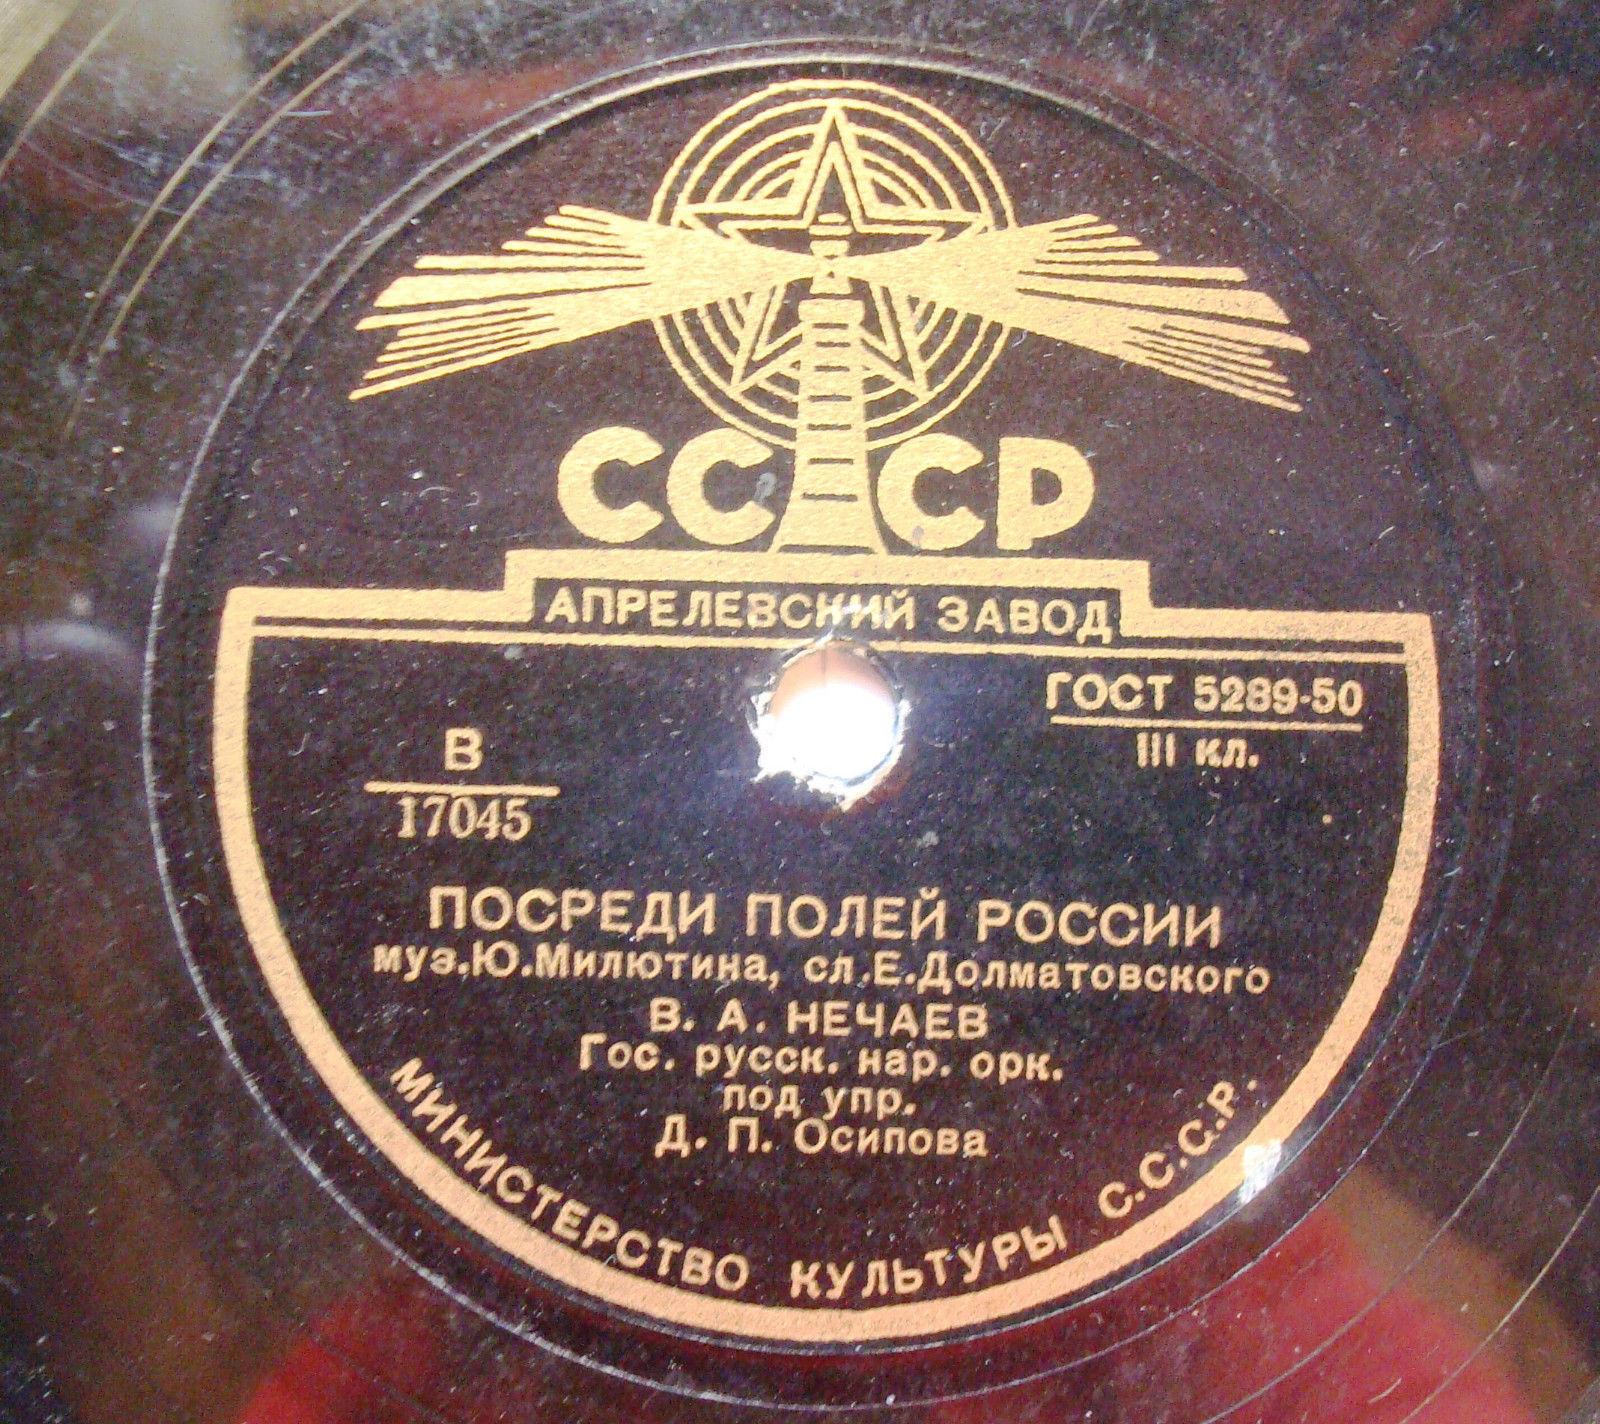 СССР
АПРЕЛЕВСКИЙ ЗАВОД
ГОСТ 5289-50
III кл.
В
17045
ПОСРЕДИ ПОЛЕЙ РОССИИ
муз.Ю.Милютина, сл.Е.Долматовского
В. А. НЕЧАЕВ
Гос. русск. нар. орк.
под упр.
Д. П. Осипова
МИНИСТЕРСТВО КУЛЬТУРЫ С.С.С.Р.